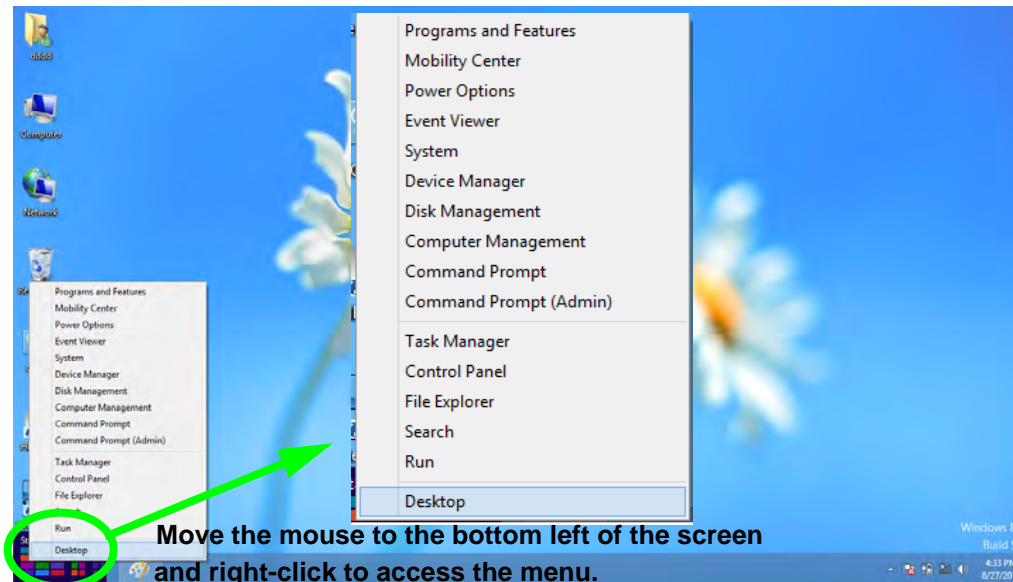 dddd
Computer
Network
Programs and Features
Mobility Center
Power Options
Event Viewer
System
Device Manager
Disk Management
Computer Management
Command Prompt
Command Prompt (Admin)
Task Manager
Control Panel
File Explorer
Run
Desktop
Programs and Features
Mobility Center
Power Options
Event Viewer
System
Device Manager
Disk Management
Computer Management
Command Prompt
Command Prompt (Admin)
Task Manager
Control Panel
File Explorer
Search
Run
Desktop
Move the mouse to the bottom left of the screen
and right-click to access the menu.
Windows 8
Build
4:33 PM
8/27/20